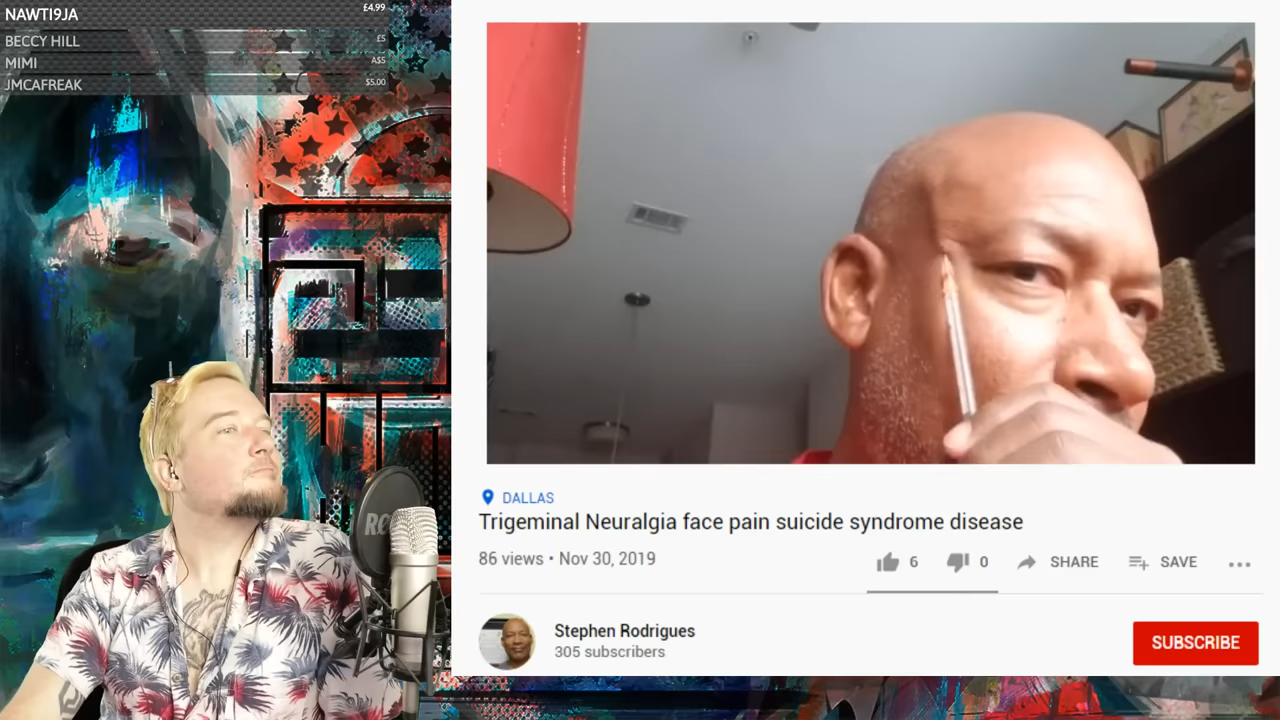 NAWTI9JA £4.99
BECCY HILL £5
MIMI A$5
JMCAFREAK $5.00
DALLAS
Trigeminal Neuralgia face pain suicide syndrome disease
86 views • Nov 30, 2019
6 0 SHARE SAVE
Stephen Rodrigues
305 subscribers
SUBSCRIBE